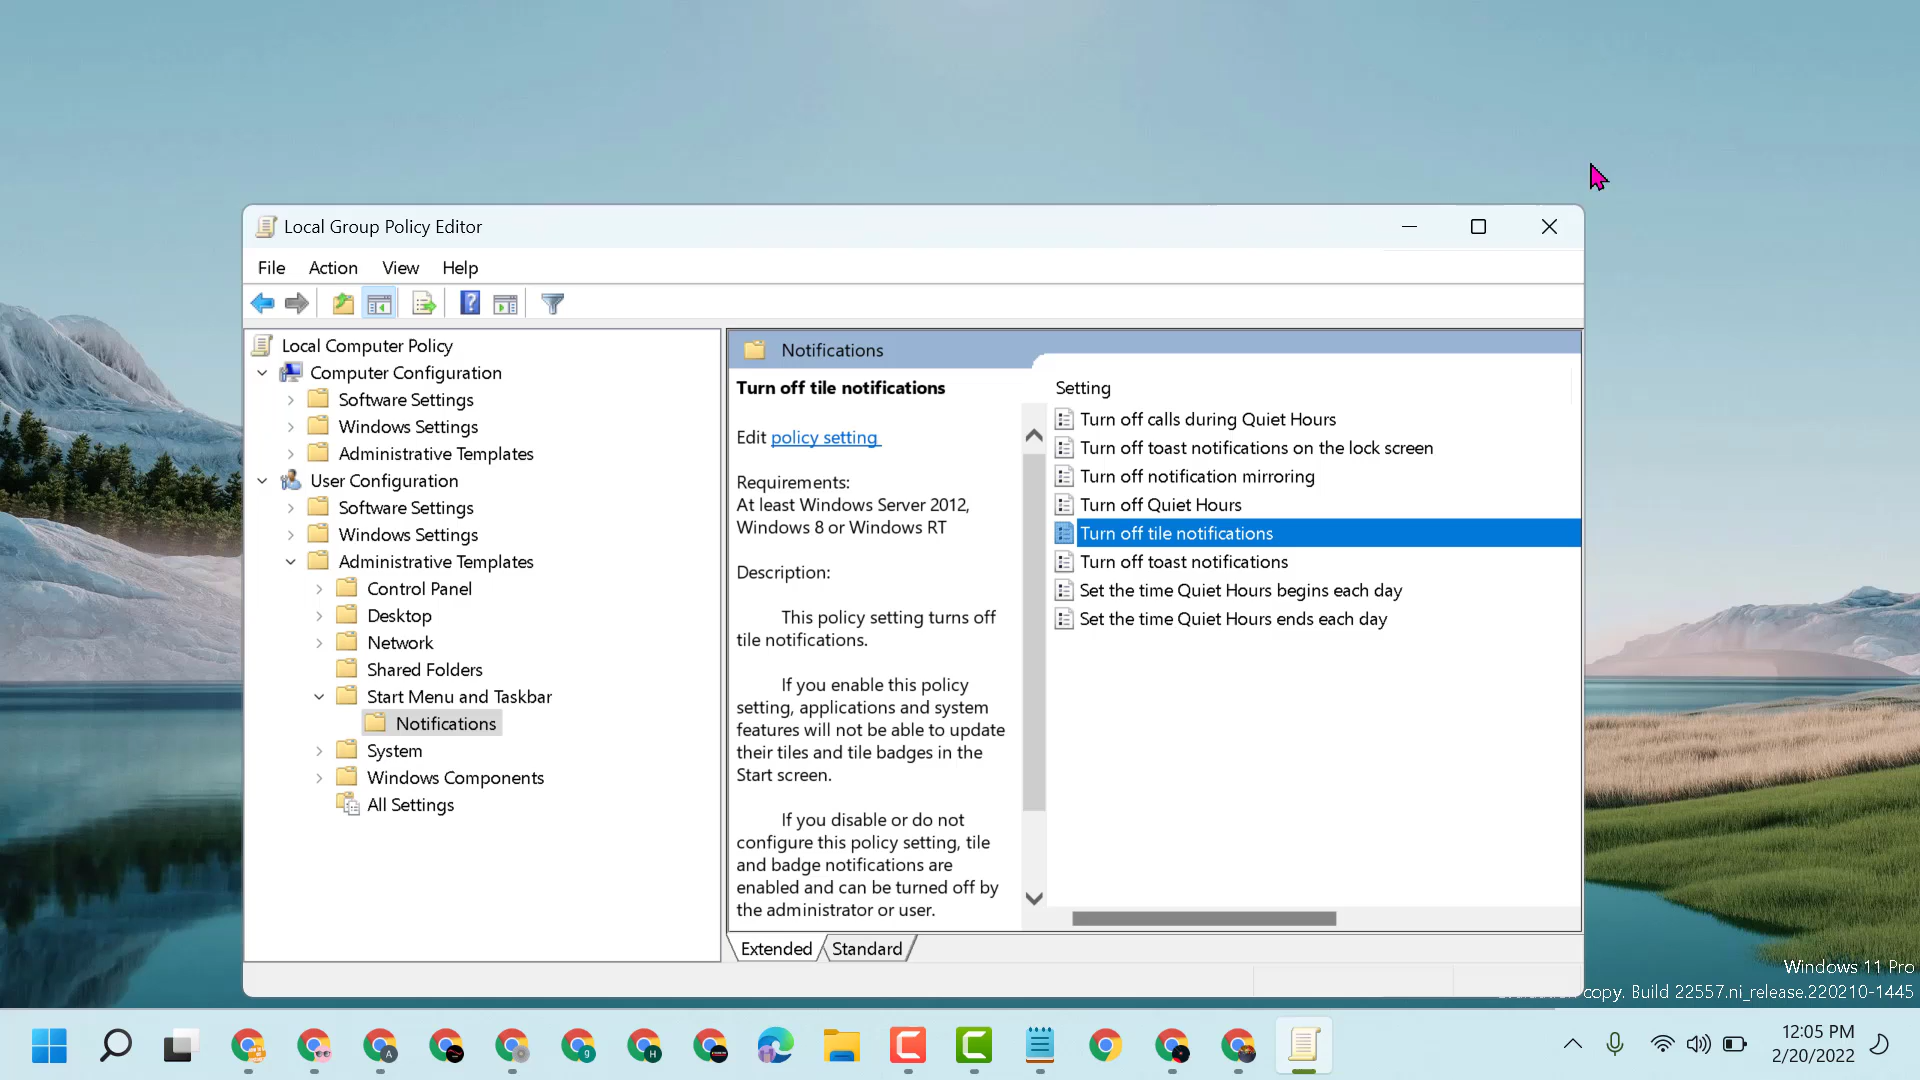 Local Group Policy Editor
File Action View Help
Local Computer Policy
Computer Configuration
Software Settings
Windows Settings
Administrative Templates
User Configuration
Software Settings
Windows Settings
Administrative Templates
Control Panel
Desktop
Network
Shared Folders
Start Menu and Taskbar
Notifications
System
Windows Components
All Settings
Notifications
Turn off tile notifications
Edit policy setting
Requirements:
At least Windows Server 2012,
Windows 8 or Windows RT
Description:
This policy setting turns off
tile notifications.
If you enable this policy
setting, applications and system
features will not be able to update
their tiles and tile badges in the
Start screen.
If you disable or do not
configure this policy setting, tile
and badge notifications are
enabled and can be turned off by
the administrator or user.
Setting
Turn off calls during Quiet Hours
Turn off toast notifications on the lock screen
Turn off notification mirroring
Turn off Quiet Hours
Turn off tile notifications
Turn off toast notifications
Set the time Quiet Hours begins each day
Set the time Quiet Hours ends each day
Extended Standard
Windows 11 Pro
copy. Build 22557.ni_release.220210-1445
A
g
H
12:05 PM
2/20/2022